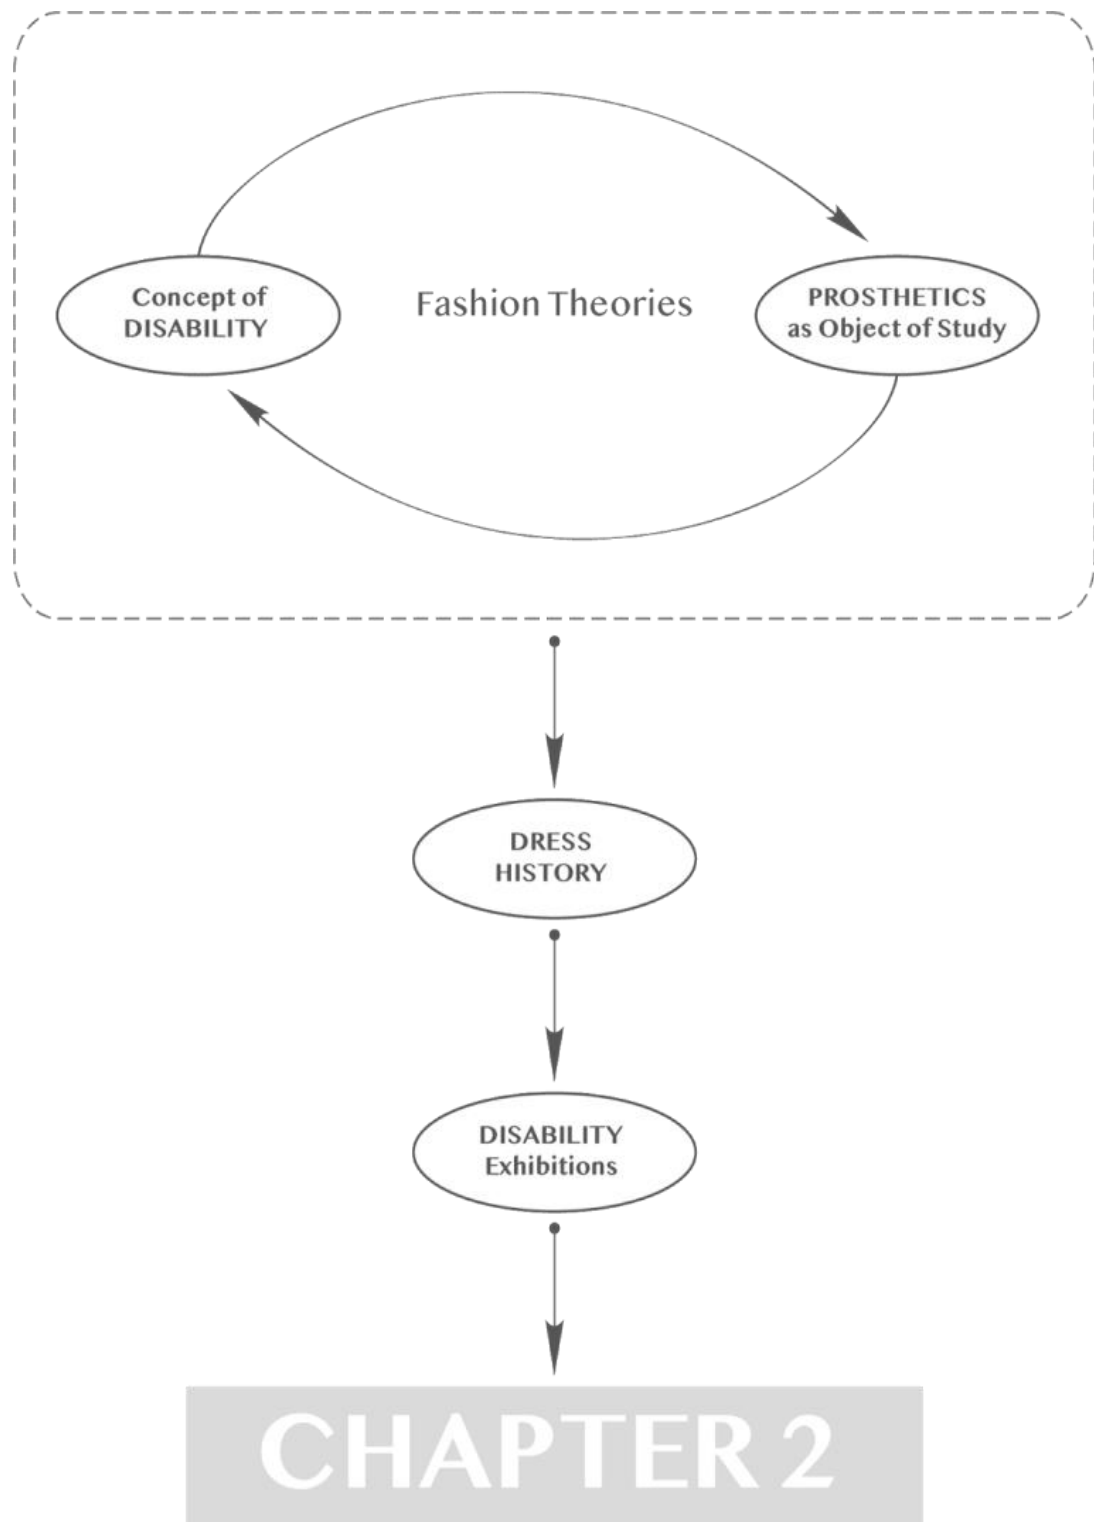 Concept of
DISABILITY
Fashion Theories
PROSTHETICS
as Object of Study
DRESS
HISTORY
DISABILITY
Exhibitions
CHAPTER 2